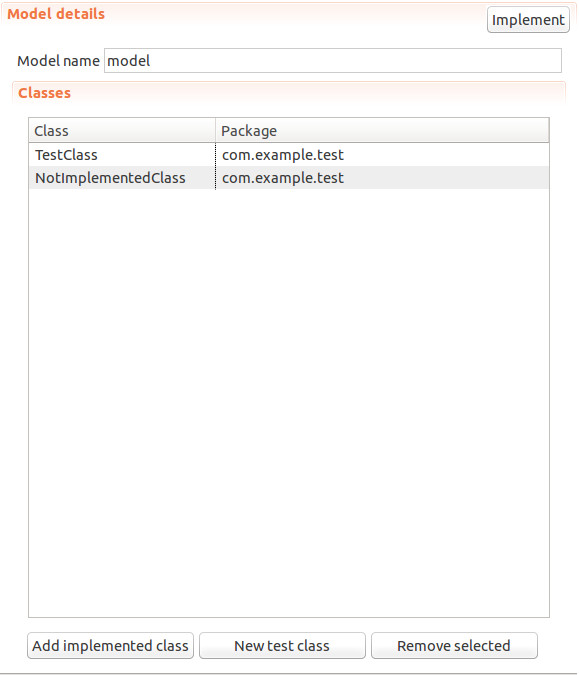 Model details
Implement
Model name model
Classes
Class Package
TestClass com.example.test
NotImplementedClass com.example.test
Add implemented class New test class Remove selected